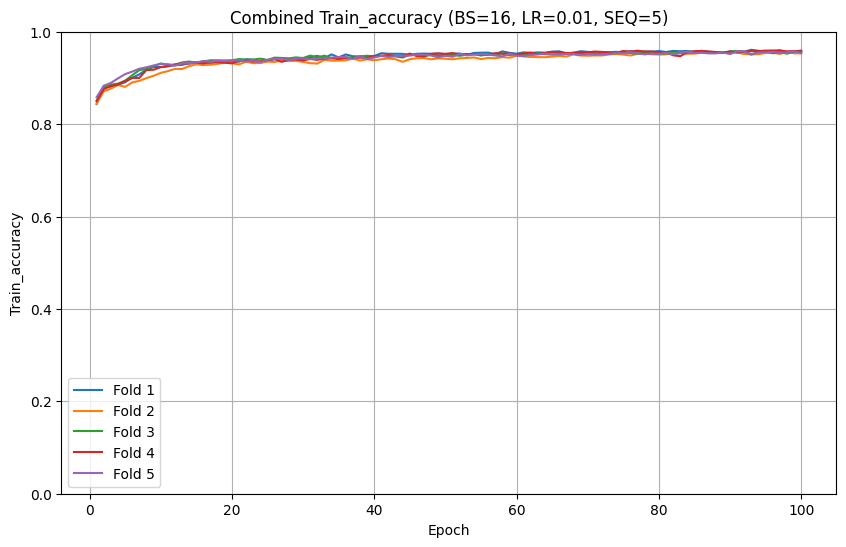 Combined Train_accuracy (BS=16, LR=0.01, SEQ=5)
1.0
0.8
0.6
0.4
0.2
0.0
Train_accuracy
Fold 1
Fold 2
Fold 3
Fold 4
Fold 5
0 20 40 60 80 100
Epoch